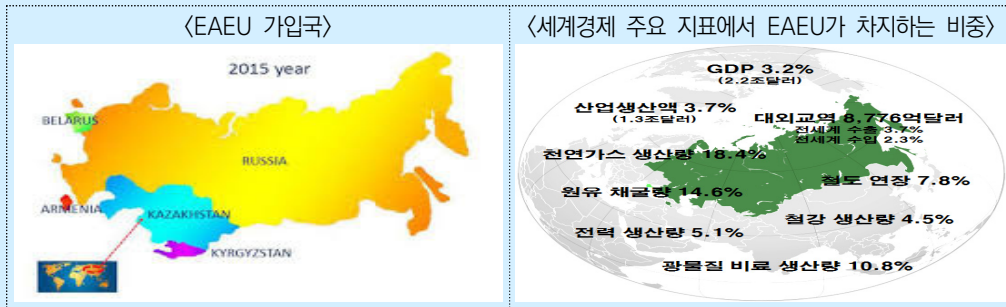 〈EAEU 가입국〉
2015 year
BELARUS
RUSSIA
ARMENIA
KAZAKHSTAN
KYRGYZSTAN
〈세계경제 주요 지표에서 EAEU가 차지하는 비중〉
GDP 3.2%
(2.2조달러)
산업생산액 3.7%
(1.3조달러)
대외교역 8,776억달러
전세계 수출 3.7%
전세계 수입 2.3%
천연가스 생산량 18.4%
철도 연장 7.8%
원유 채굴량 14.6%
철강 생산량 4.5%
전력 생산량 5.1%
광물질 비료 생산량 10.8%